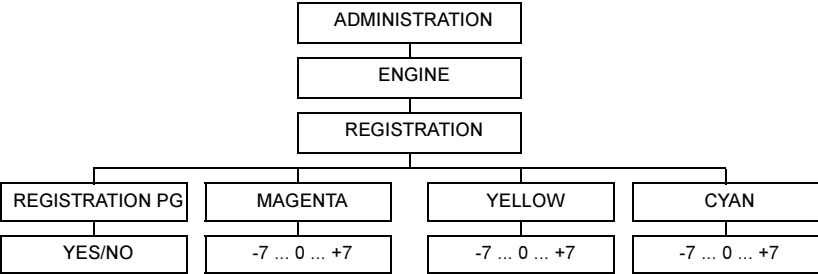 ADMINISTRATION
ENGINE
REGISTRATION
REGISTRATION PG MAGENTA YELLOW CYAN
YES/NO -7 ... 0 ... +7 -7 ... 0 ... +7 -7 ... 0 ... +7